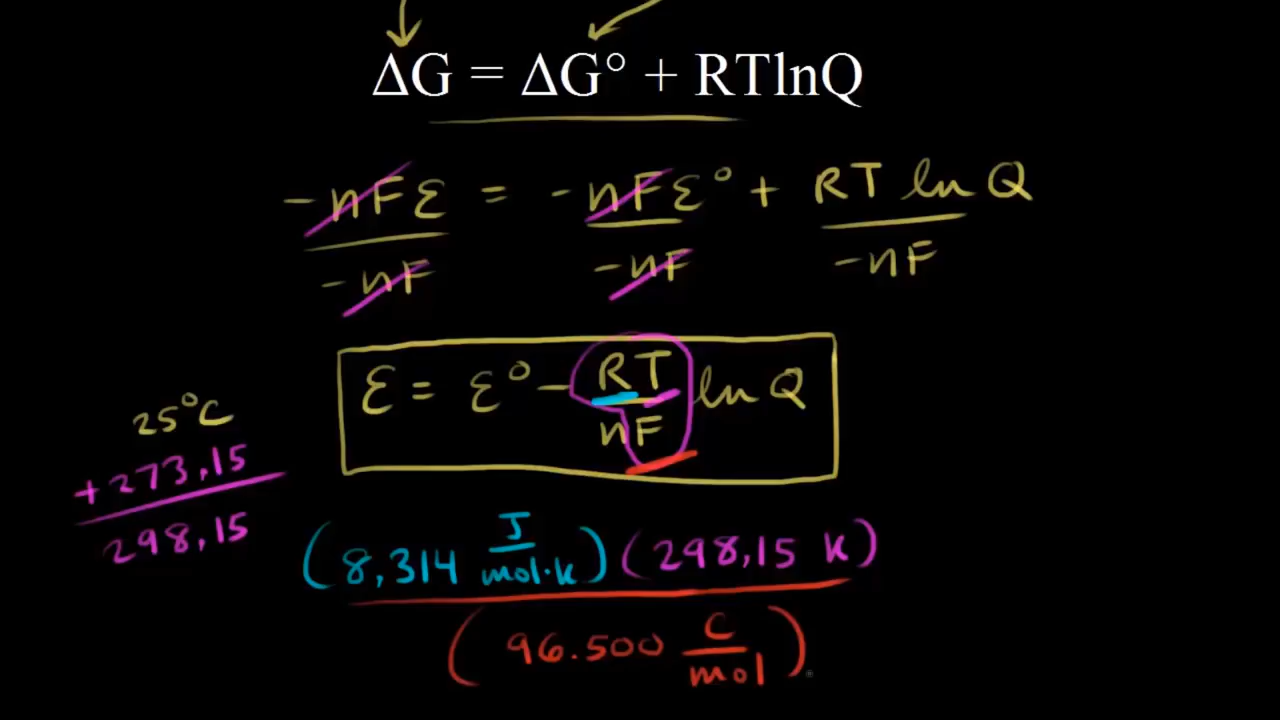 ΔG = ΔG° + RTlnQ
-nFε = -nFε° + RT ln Q
-nF -nF -nF
25°C
+273,15
298,15
ε = ε° - RT ln Q
nF
(8,314 J/mol·k)(298,15 k)
(96.500 C/mol)